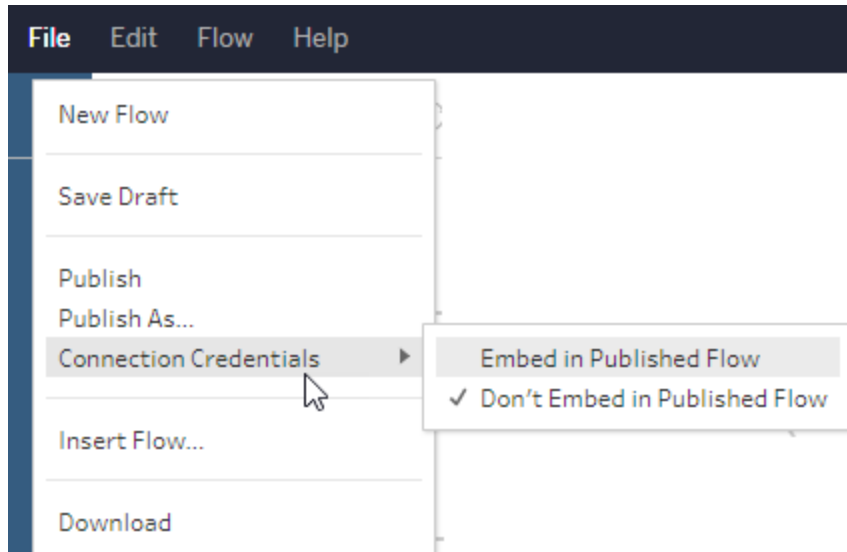 File Edit Flow Help
New Flow
Save Draft
Publish
Publish As...
Connection Credentials
Embed in Published Flow
Don't Embed in Published Flow
Insert Flow...
Download